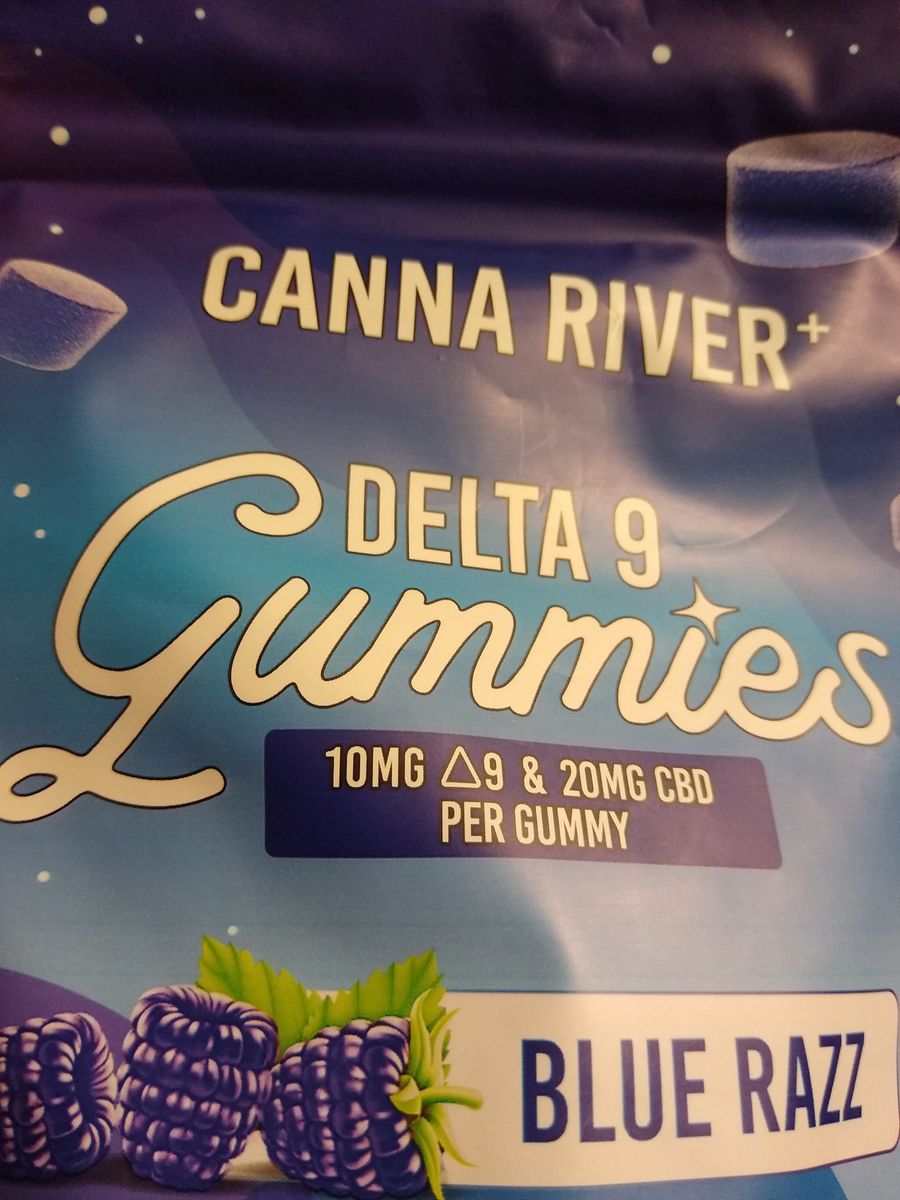 CANNA RIVER+
DELTA 9
Gummies
10MG △9 & 20MG CBD
PER GUMMY
BLUE RAZZ